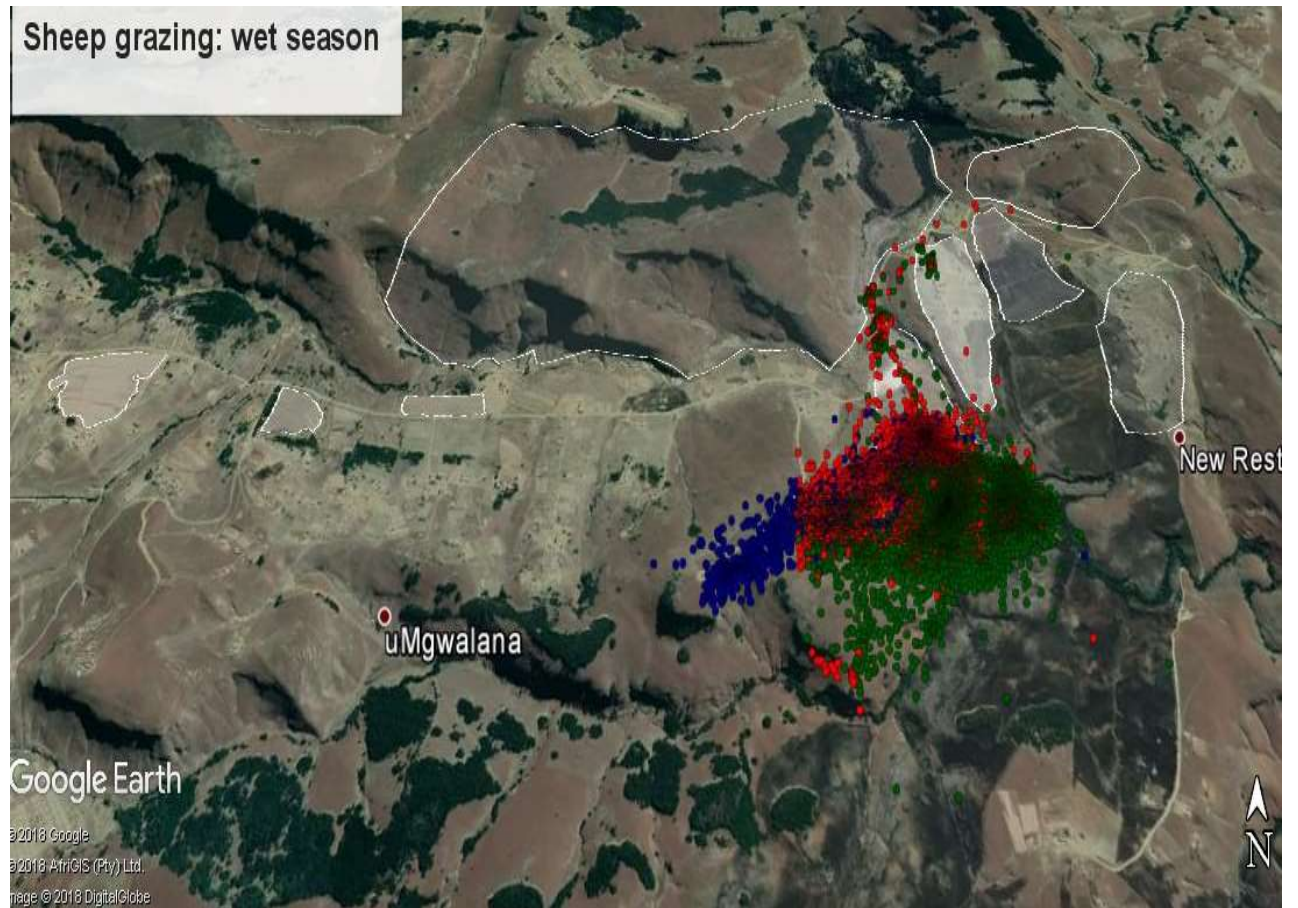 Sheep grazing: wet season
New Rest
uMgwalana
Google Earth
©2018 Google
©2018 AfriGIS (Pty) Ltd.
mage © 2018 DigitalGlobe
N